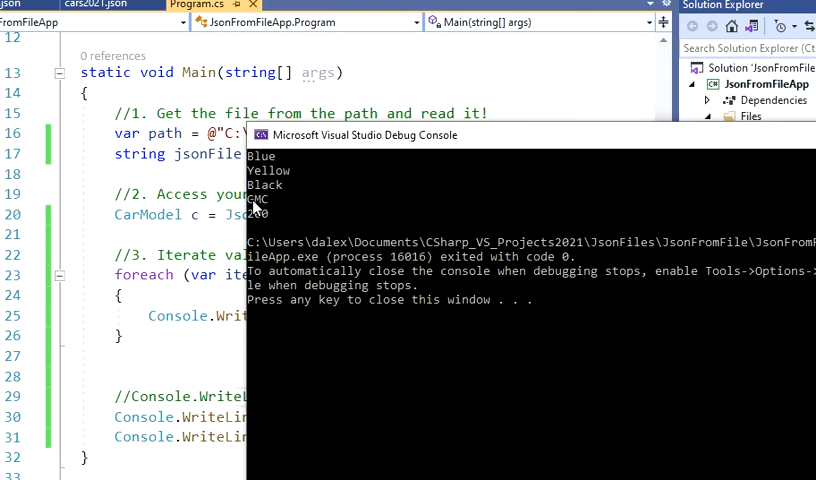 .json
cars2021.json
Program.cs
Solution Explorer
FileApp
JsonFromFileApp.Program
Main(string[] args)
Search Solution Explorer (Ct
Solution 'JsonFromFile
JsonFromFileApp
Dependencies
Files
12
0 references
13 static void Main(string[] args)
14 {
15 //1. Get the file from the path and read it!
16 var path = @"C:\
17 string jsonFile
18
19 //2. Access your
20 CarModel c = Jso
21
22 //3. Iterate val
23 foreach (var ite
24 {
25 Console.Writ
26 }
27
28
29 //Console.WriteL
30 Console.WriteLin
31 Console.WriteLin
32 }
33
Microsoft Visual Studio Debug Console
Blue
Yellow
Black
GMC
C:\Users\dalex\Documents\CSharp_VS_Projects2021\JsonFiles\JsonFromFile\JsonFromF
ileApp.exe (process 16016) exited with code 0.
To automatically close the console when debugging stops, enable Tools->Options->
le when debugging stops.
Press any key to close this window . . .